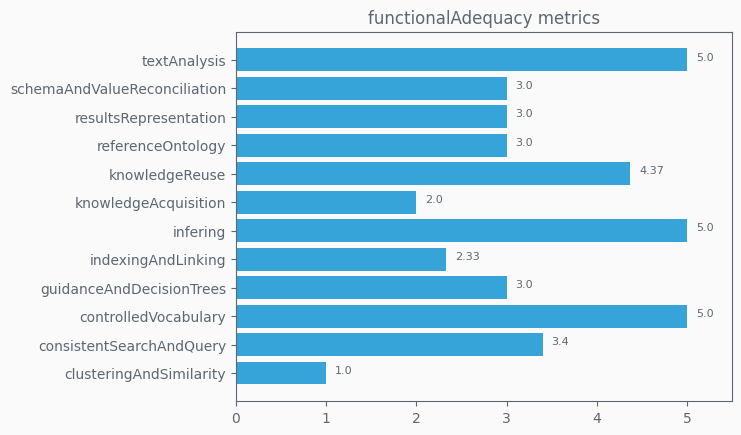 functionalAdequacy metrics
textAnalysis 5.0
schemaAndValueReconciliation 3.0
resultsRepresentation 3.0
referenceOntology 3.0
knowledgeReuse 4.37
knowledgeAcquisition 2.0
infering 5.0
indexingAndLinking 2.33
guidanceAndDecisionTrees 3.0
controlledVocabulary 5.0
consistentSearchAndQuery 3.4
clusteringAndSimilarity 1.0
0 1 2 3 4 5